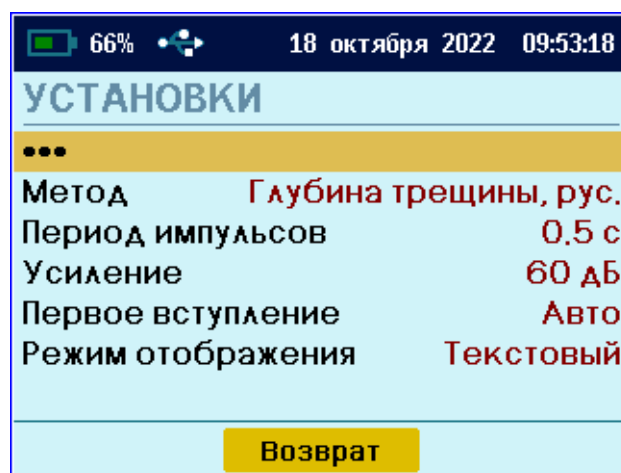 66% 18 октября 2022 09:53:18
УСТАНОВКИ
•••
Метод Глубина трещины, рус.
Период импульсов 0.5 с
Усиление 60 дБ
Первое вступление Авто
Режим отображения Текстовый
Возврат